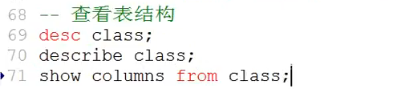 68 -- 查看表结构
69 desc class;
70 describe class;
71 show columns from class;